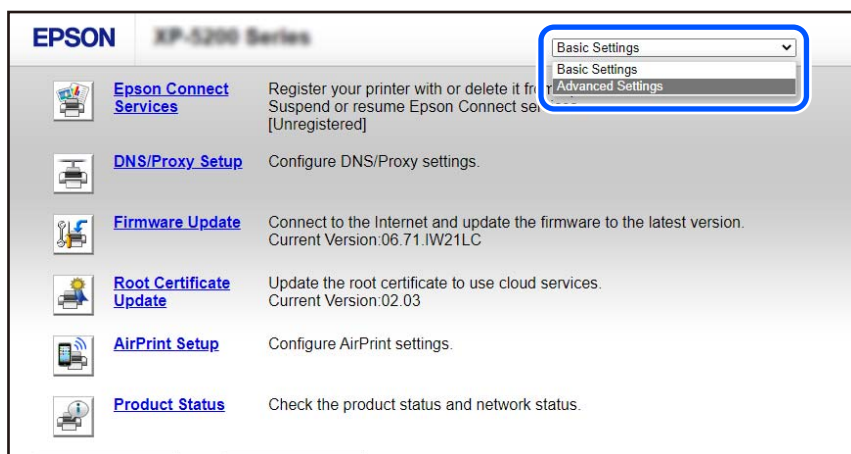 EPSON XP-5200 Series
Basic Settings
Basic Settings
Advanced Settings
Epson Connect
Services
Register your printer with or delete it
Suspend or resume Epson Connect
[Unregistered]
DNS/Proxy Setup
Configure DNS/Proxy settings.
Firmware Update
Connect to the Internet and update the firmware to the latest version.
Current Version:06.71.IW21LC
Root Certificate
Update
Update the root certificate to use cloud services.
Current Version:02.03
AirPrint Setup
Configure AirPrint settings.
Product Status
Check the product status and network status.